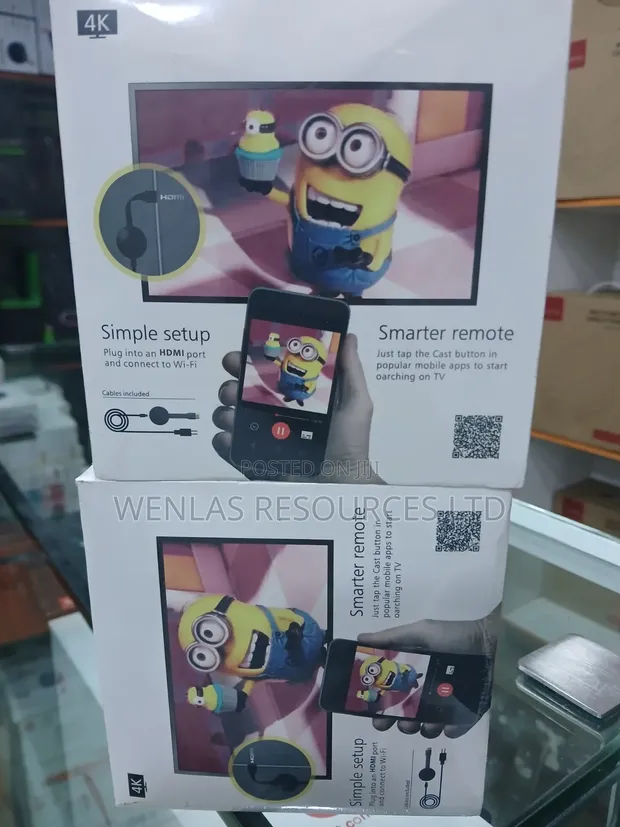 4K
HDMI
Simple setup
Plug into an HDMI port
and connect to Wi-Fi
Cables included
Smarter remote
Just tap the Cast button in
popular mobile apps to start
oarching on TV
POSTED ON JIJI
WENLAS RESOURCES LTD
Smarter remote
Just tap the Cast button in
popular mobile apps to start
oarching on TV
HDMI
4K
Simple setup
Plug into an HDMI port
and connect to Wi-Fi